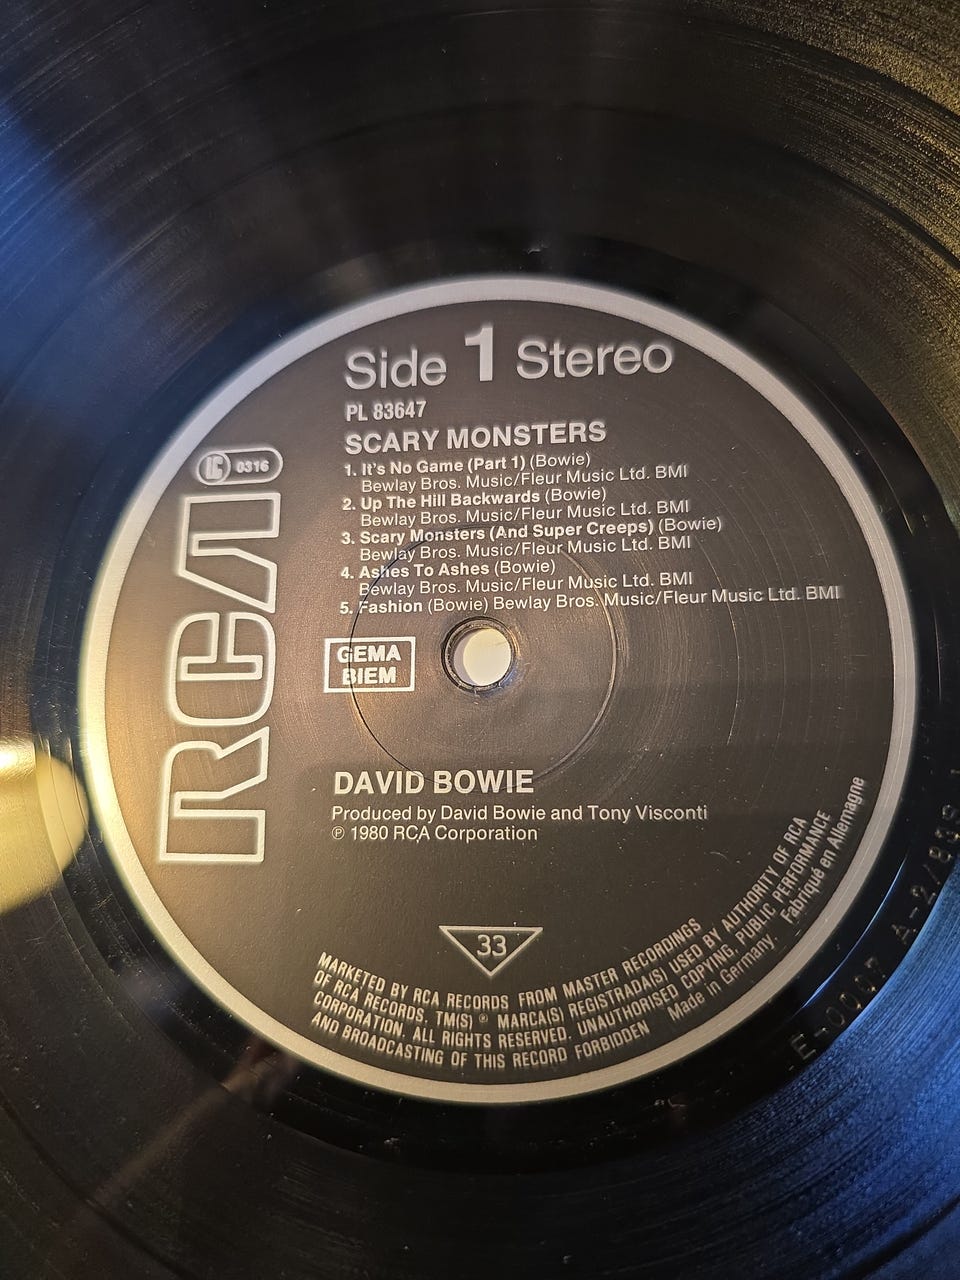 Side 1 Stereo
PL 83647
SCARY MONSTERS
1. It's No Game (Part 1) (Bowie)
Bewlay Bros. Music/Fleur Music Ltd. BMI
2. Up The Hill Backwards (Bowie)
Bewlay Bros. Music/Fleur Music Ltd. BMI
3. Scary Monsters (And Super Creeps) (Bowie)
Bewlay Bros. Music/Fleur Music Ltd. BMI
4. Ashes To Ashes (Bowie)
Bewlay Bros. Music/Fleur Music Ltd. BMI
5. Fashion (Bowie) Bewlay Bros. Music/Fleur Music Ltd. BMI
LC 0316
RCA
GEMA
BIEM
DAVID BOWIE
Produced by David Bowie and Tony Visconti
℗ 1980 RCA Corporation
33
MARKETED BY RCA RECORDS FROM MASTER RECORDINGS
OF RCA RECORDS, TM(S) ® MARCA(S) REGISTRADA(S) USED BY AUTHORITY OF RCA
CORPORATION. ALL RIGHTS RESERVED. UNAUTHORISED COPYING, PUBLIC PERFORMANCE
AND BROADCASTING OF THIS RECORD FORBIDDEN Made in Germany. Fabriqué en Allemagne